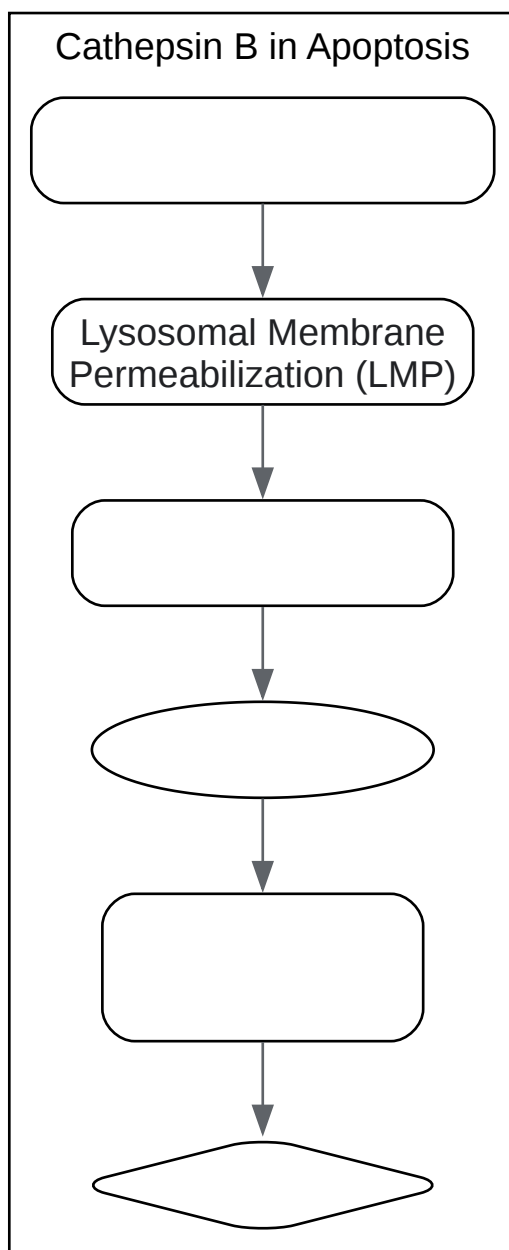 Cathepsin B in Apoptosis
Lysosomal Membrane
Permeabilization (LMP)